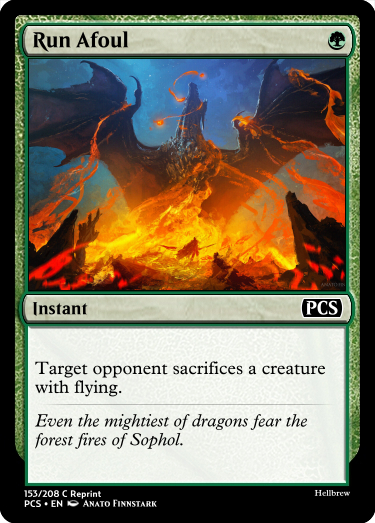 Run Afoul
Instant
PCS
Target opponent sacrifices a creature
with flying.
Even the mightiest of dragons fear the
forest fires of Sophol.
153/208 C Reprint
Hellbrew
PCS • EN Anato Finnstark